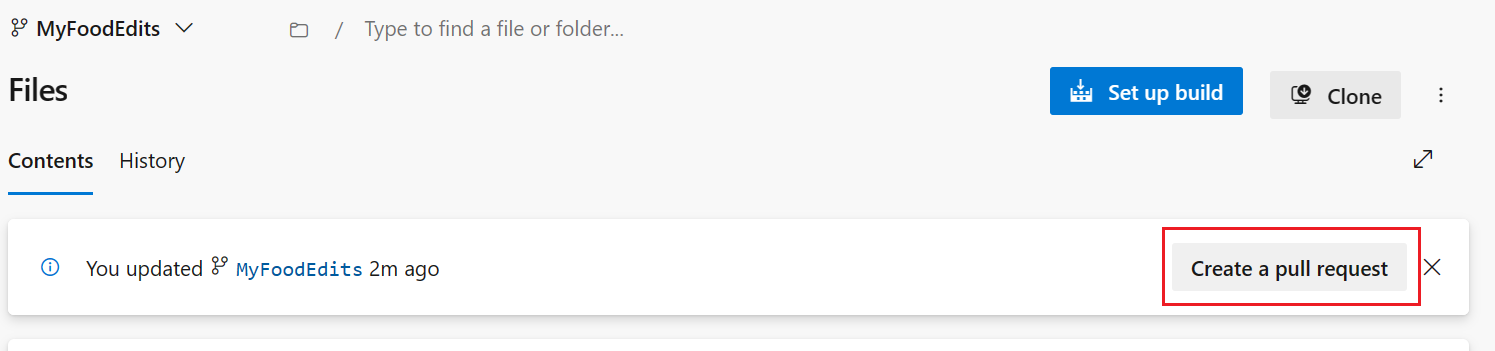 MyFoodEdits / Type to find a file or folder...
Files
Set up build Clone
Contents History
You updated MyFoodEdits 2m ago Create a pull request